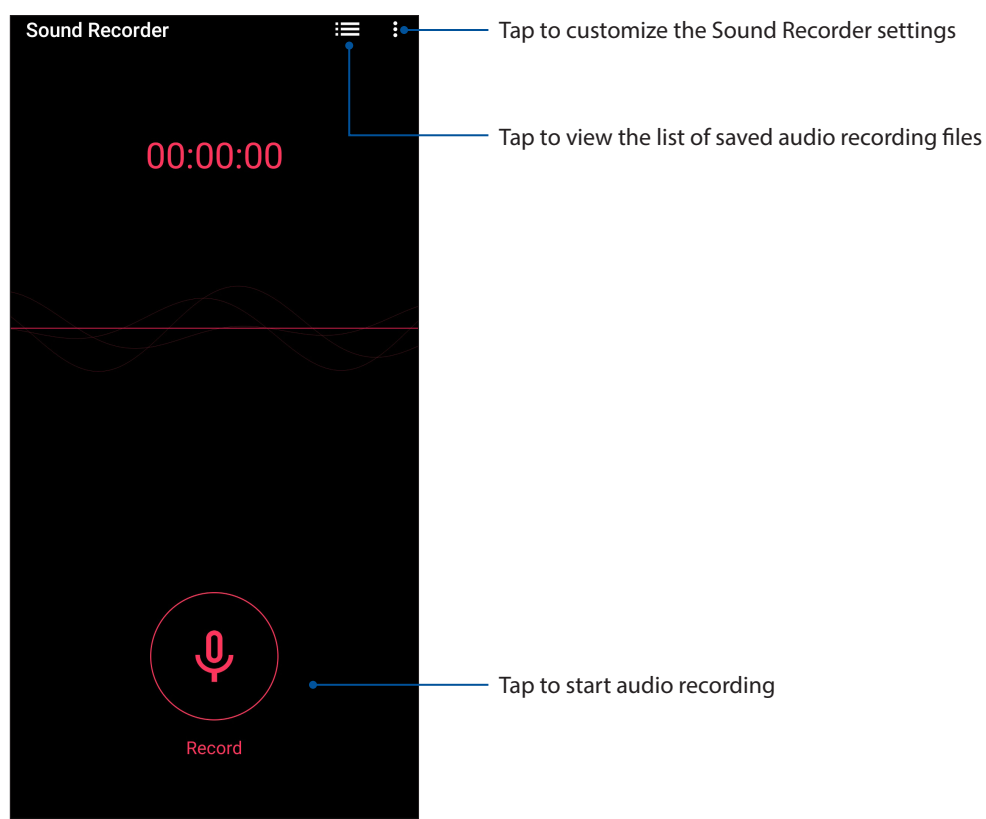 Sound Recorder
Tap to customize the Sound Recorder settings
Tap to view the list of saved audio recording files
00:00:00
Tap to start audio recording
Record